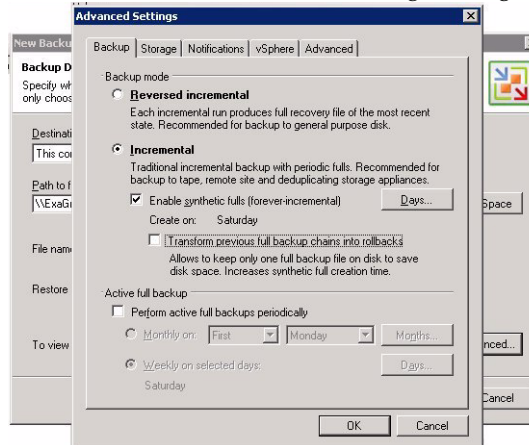 Advanced Settings
New Backu
Backup D
Specify wh
only choos
Destinati
This co
Path to f
\\ExaGr
Space
File nam
Restore
To view
nced...
Cancel
Backup Storage Notifications vSphere Advanced
Backup mode
Reversed incremental
Each incremental run produces full recovery file of the most recent
state. Recommended for backup to general purpose disk.
Incremental
Traditional incremental backup with periodic fulls. Recommended for
backup to tape, remote site and deduplicating storage appliances.
Enable synthetic fulls (forever-incremental) Days...
Create on: Saturday
Transform previous full backup chains into rollbacks
Allows to keep only one full backup file on disk to save
disk space. Increases synthetic full creation time.
Active full backup
Perform active full backups periodically
Monthly on: First Monday Months...
Weekly on selected days: Days...
Saturday
OK Cancel